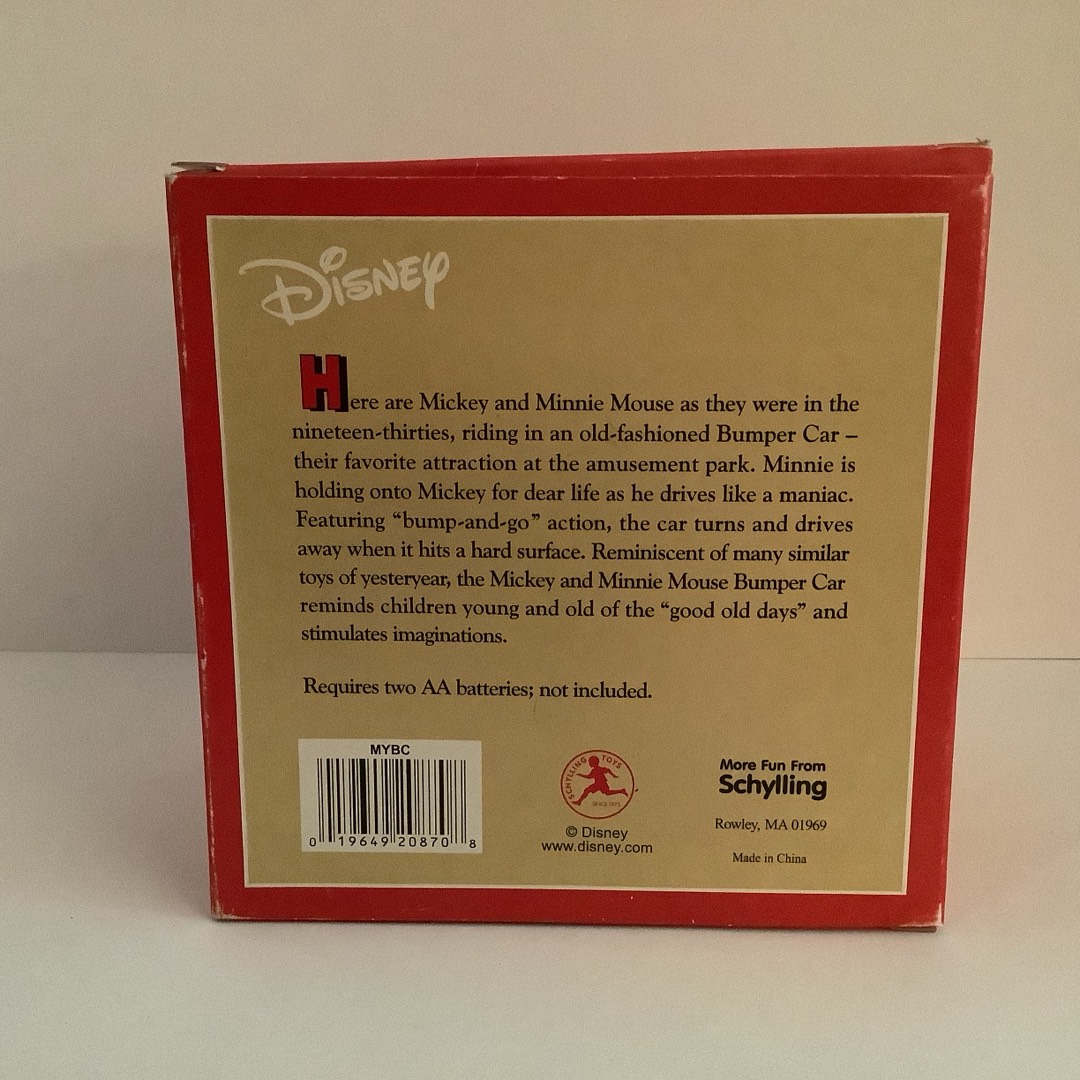 Disney
Here are Mickey and Minnie Mouse as they were in the
nineteen-thirties, riding in an old-fashioned Bumper Car –
their favorite attraction at the amusement park. Minnie is
holding onto Mickey for dear life as he drives like a maniac.
Featuring “bump-and-go” action, the car turns and drives
away when it hits a hard surface. Reminiscent of many similar
toys of yesteryear, the Mickey and Minnie Mouse Bumper Car
reminds children young and old of the “good old days” and
stimulates imaginations.
Requires two AA batteries; not included.
MYBC
0 19649 20870 8
SCHYLLING TOYS
SINCE 1975
© Disney
www.disney.com
More Fun From
Schylling
Rowley, MA 01969
Made in China